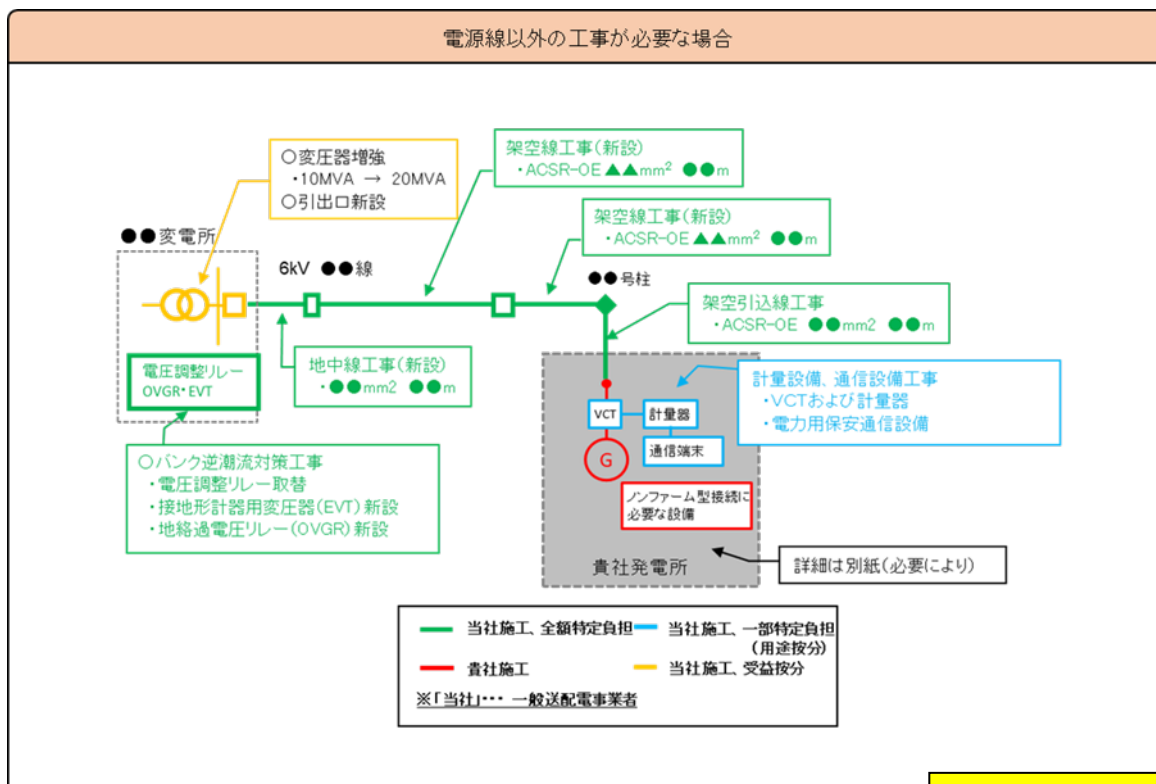 電源線以外の工事が必要な場合
○変圧器増強
・10MVA → 20MVA
○引出口新設
架空線工事(新設)
・ACSR-OE▲▲mm² ●●m
架空線工事(新設)
・ACSR-OE▲▲mm² ●●m
●●変電所
6kV ●●線
●●号柱
架空引込線工事
・ACSR-OE ●●mm2 ●●m
電圧調整リレー
OVGR・EVT
地中線工事(新設)
・●●mm2 ●●m
計量設備、通信設備工事
・VCTおよび計量器
・電力用保安通信設備
VCT
計量器
通信端末
G
○バンク逆潮流対策工事
・電圧調整リレー取替
・接地形計器用変圧器(EVT)新設
・地絡過電圧リレー(OVGR)新設
ノンファーム型接続に
必要な設備
貴社発電所
詳細は別紙(必要により)
当社施工、全額特定負担
当社施工、一部特定負担
(用途按分)
貴社施工
当社施工、受益按分
※「当社」・・・ 一般送配電事業者